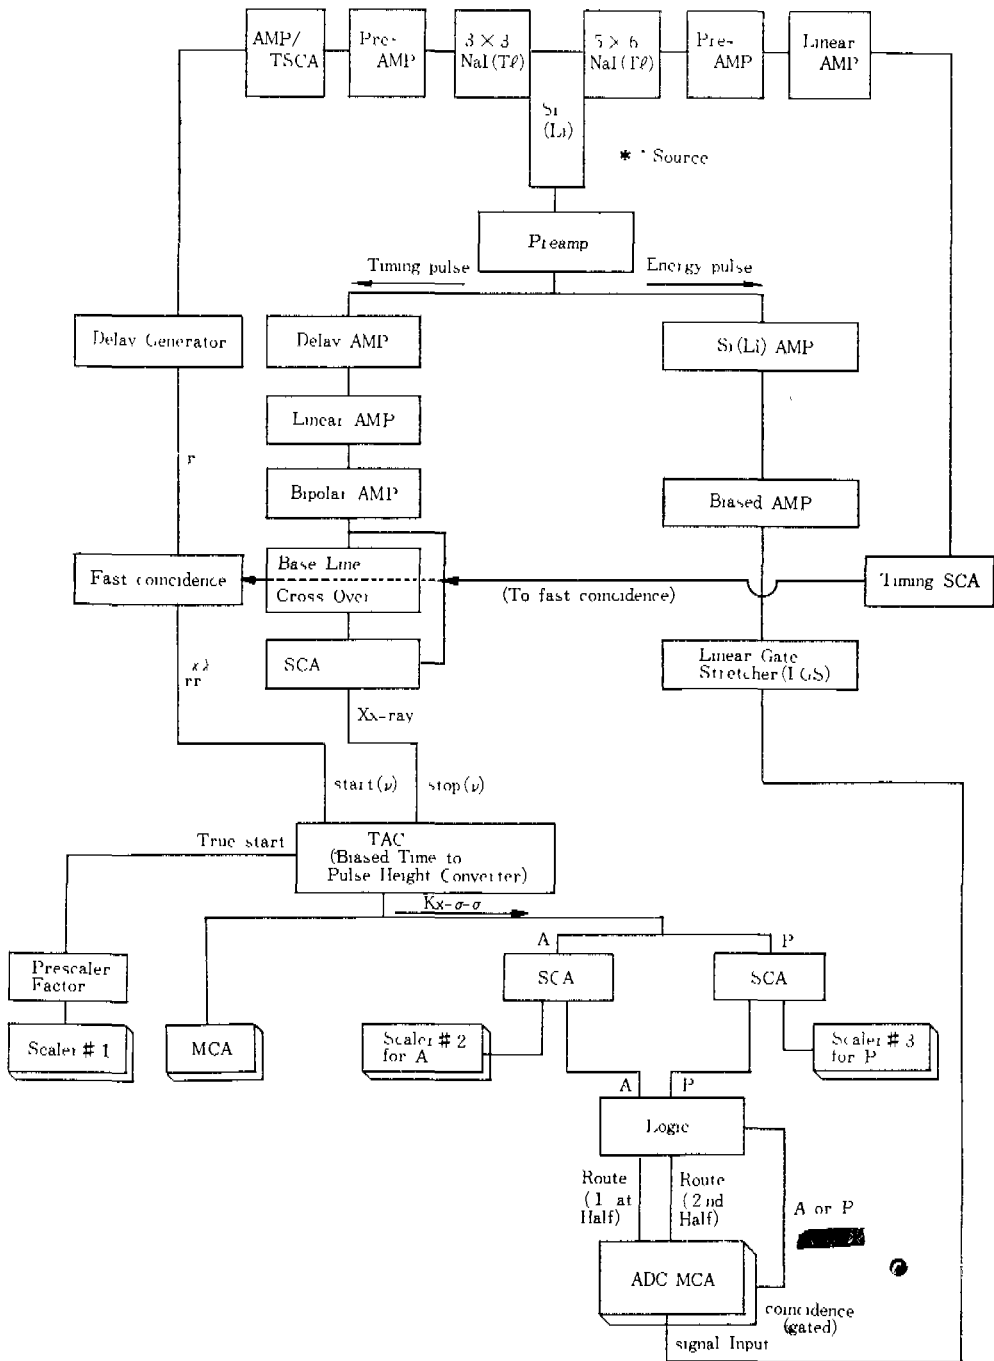 AMP/
TSCA
Pre-
AMP
3 × 3
NaI(Tℓ)
5 × 6
NaI(Tℓ)
Pre-
AMP
Linear
AMP
Si
(Li)
* : Source
Preamp
Timing pulse
Energy pulse
Delay Generator
Delay AMP
Si(Li) AMP
Linear AMP
r
Bipolar AMP
Biased AMP
Fast coincidence
Base Line
Cross Over
(To fast coincidence)
Timing SCA
SCA
Linear Gate
Stretcher(LGS)
rr
Xx-ray
start(ν)
stop(ν)
True start
TAC
(Biased Time to
Pulse Height Converter)
Kx-σ-σ
A
P
Prescaler
Factor
SCA
SCA
Scaler # 1
MCA
Scaler # 2
for A
Scaler # 3
for P
A
P
Logic
Route
(1 at
Half)
Route
(2nd
Half)
A or P
ADC MCA
coincidence
(gated)
signal Input